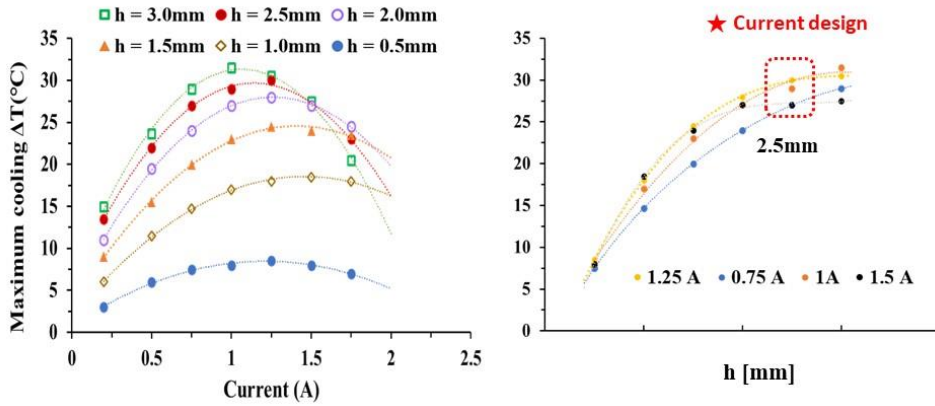 h = 3.0mm h = 2.5mm h = 2.0mm
h = 1.5mm h = 1.0mm h = 0.5mm
Maximum cooling ΔT(°C)
35
30
25
20
15
10
5
0
0 0.5 1 1.5 2
Current (A)
★ Current design
35
30
25
20
15
10
5
0
2.5mm
1.25 A 0.75 A 1A 1.5 A
h [mm]